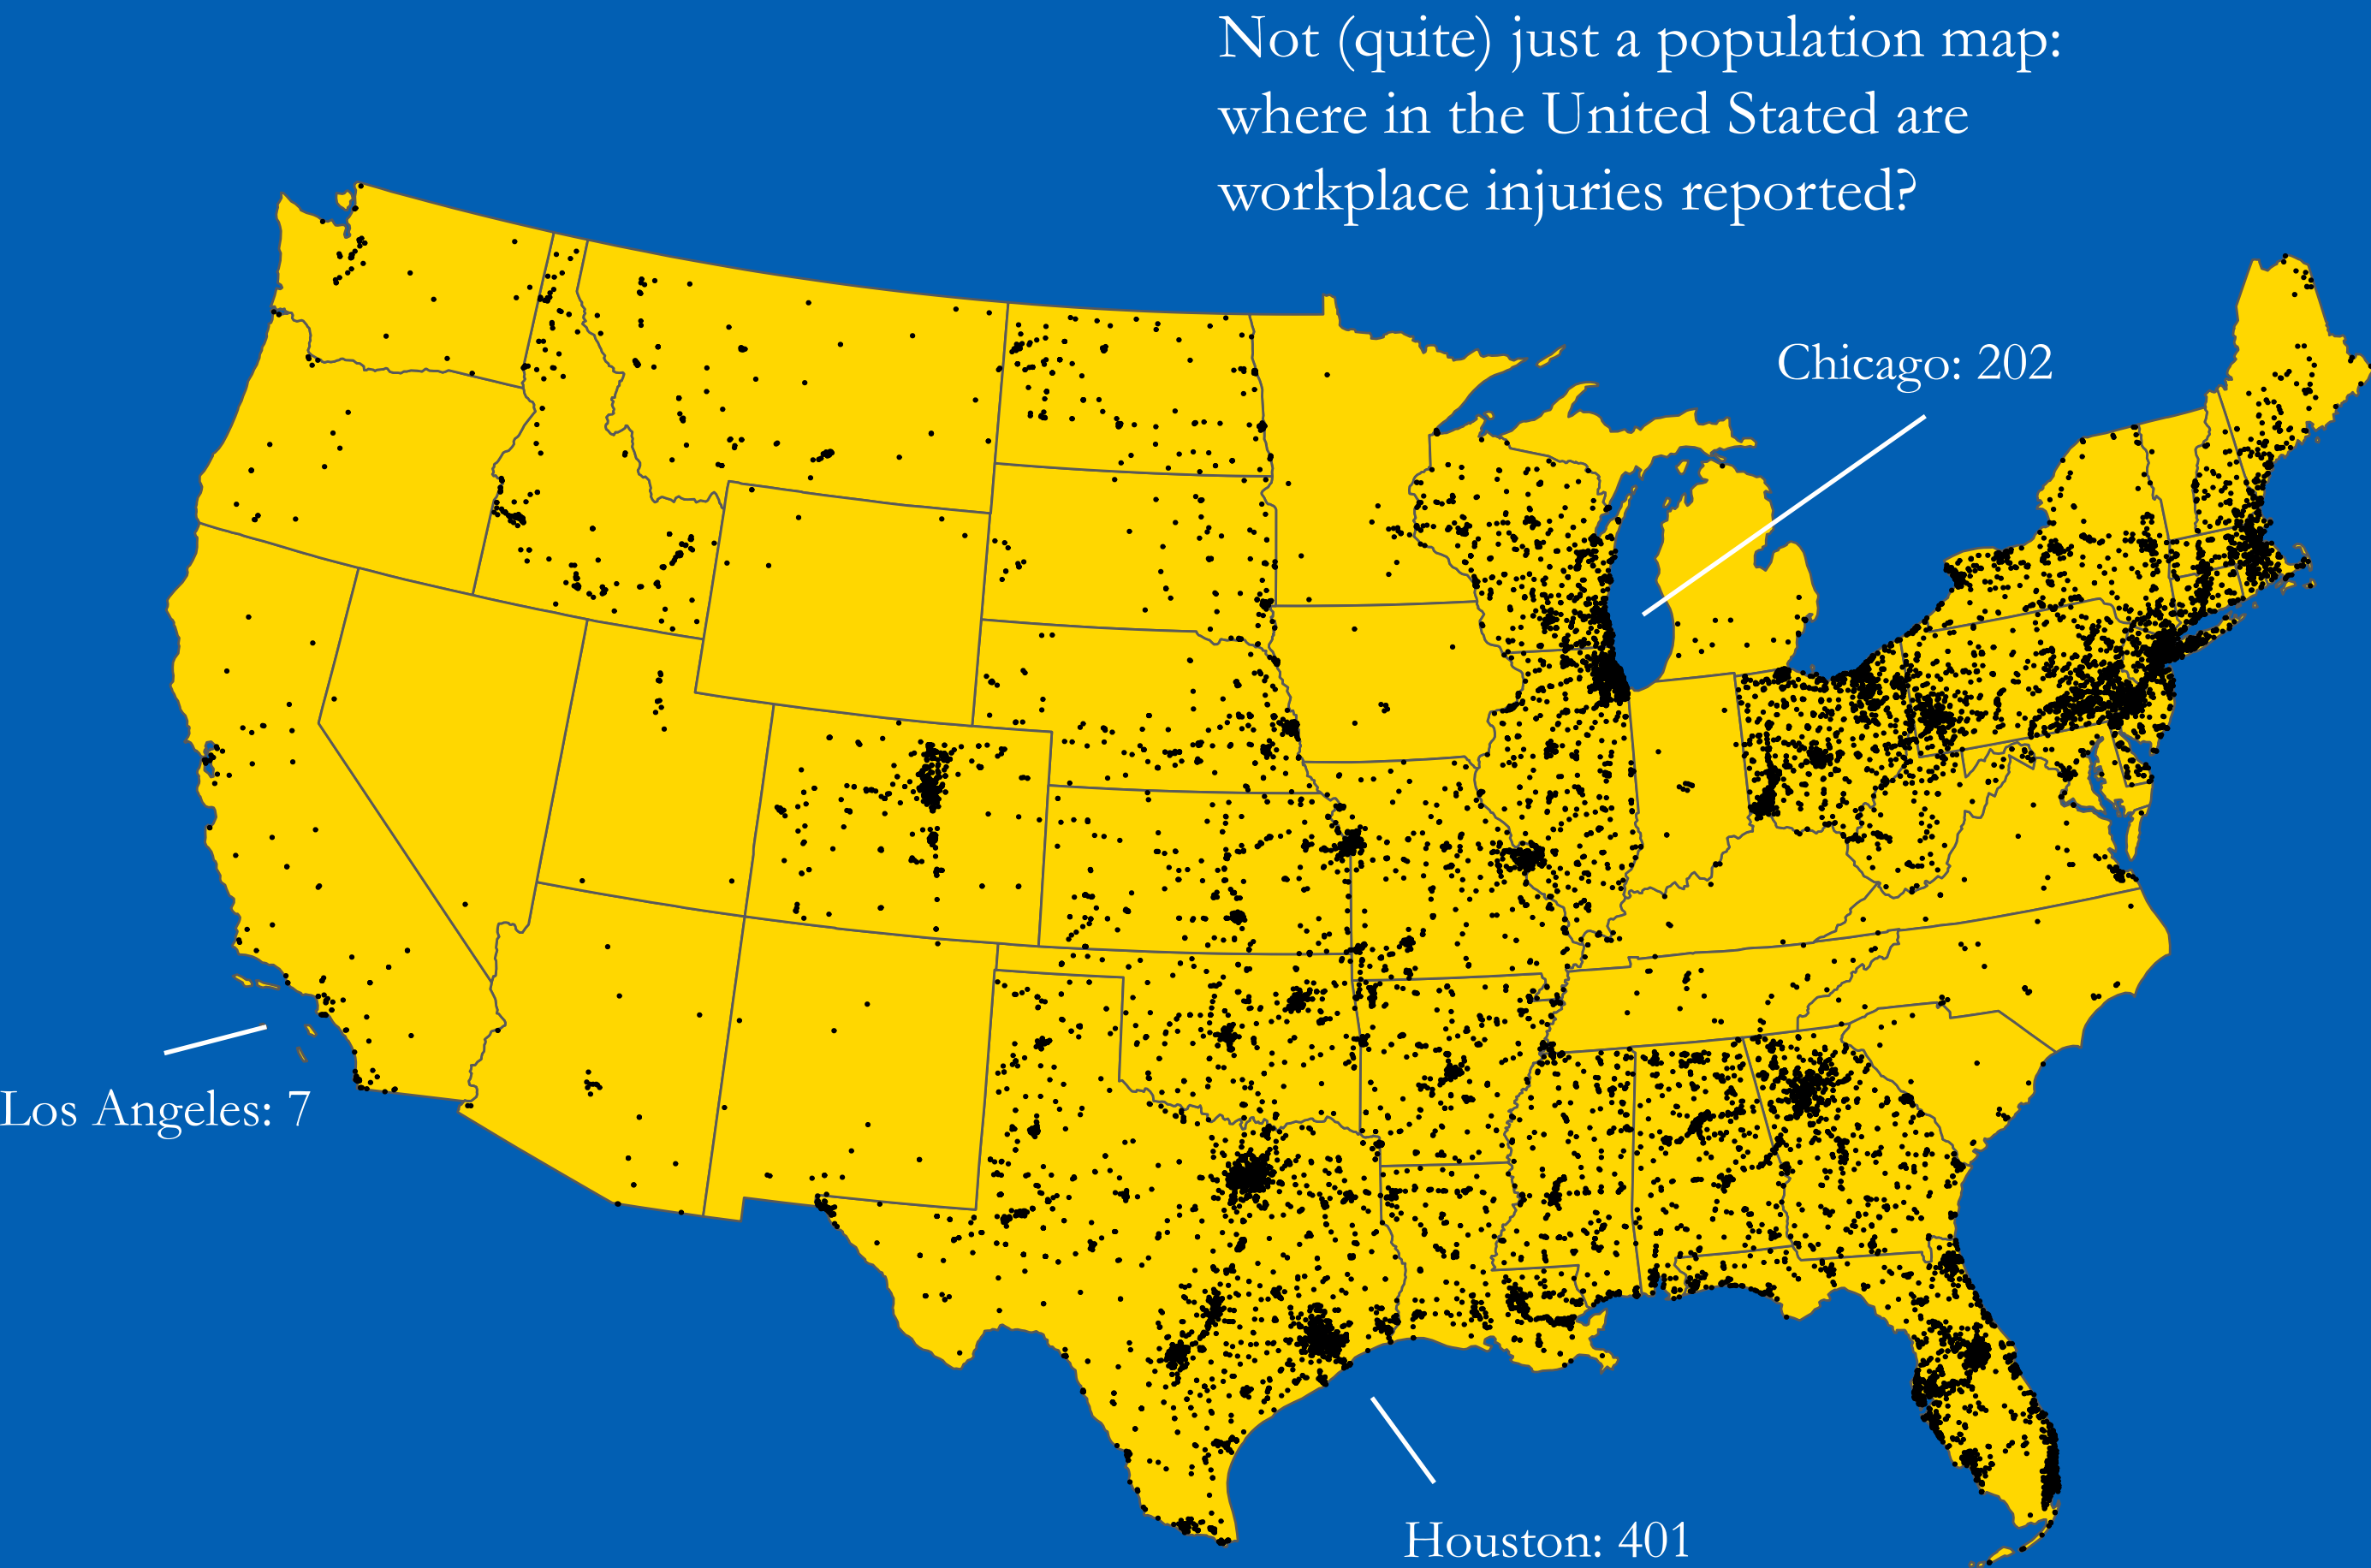 Not (quite) just a population map:
where in the United Stated are
workplace injuries reported?
Chicago: 202
Los Angeles: 7
Houston: 401